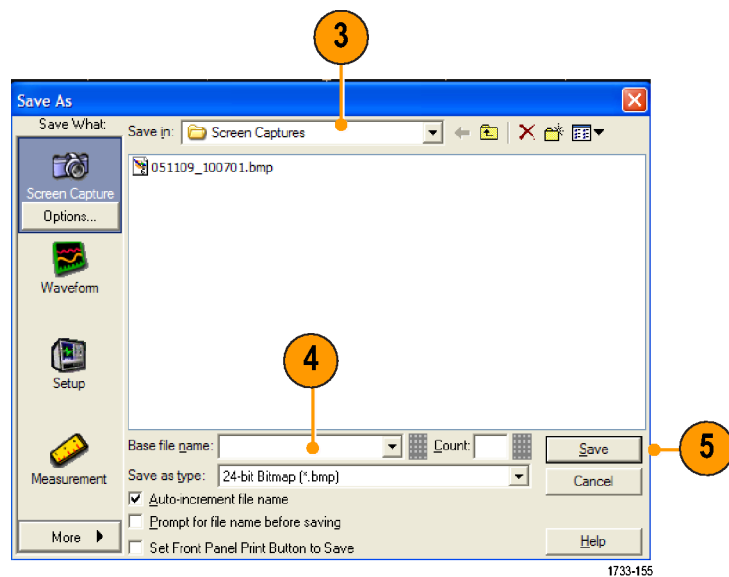 3
Save As
Save What:
Save in: Screen Captures
051109_100701.bmp
Screen Capture
Options...
Waveform
Setup
4
Base file name:
Count:
Save
5
Measurement
Save as type: 24-bit Bitmap (*.bmp)
Cancel
Auto-increment file name
Prompt for file name before saving
More
Set Front Panel Print Button to Save
Help
1733-155